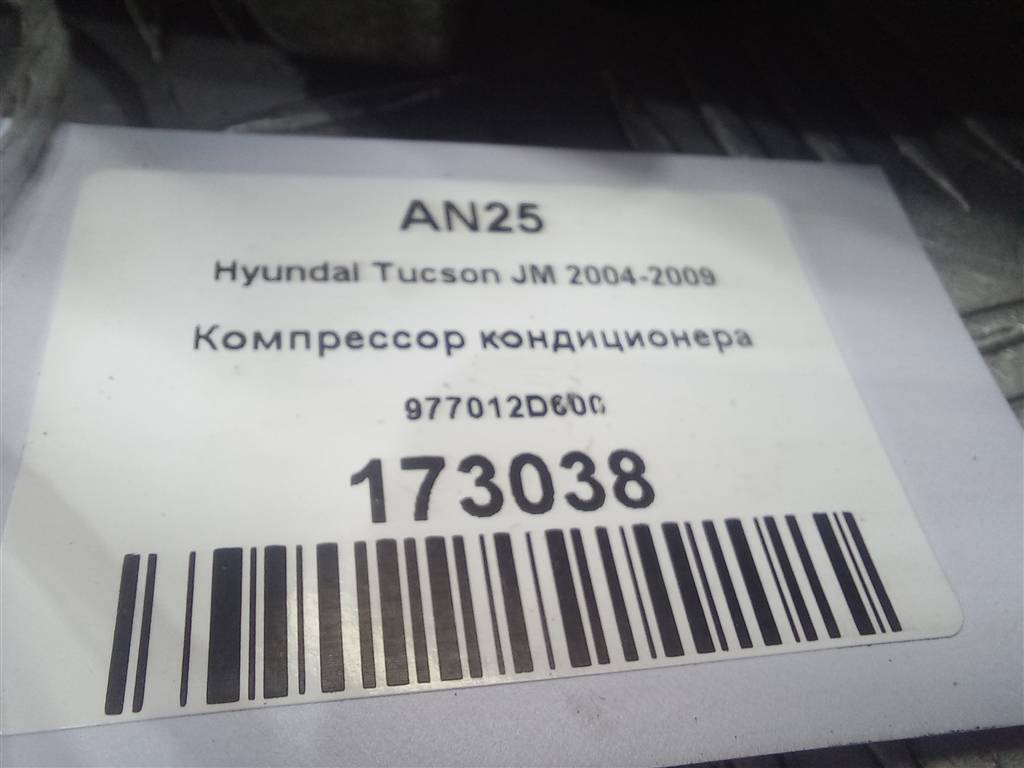 AN25
Hyundai Tucson JM 2004-2009
Компрессор кондиционера
977012D600
173038